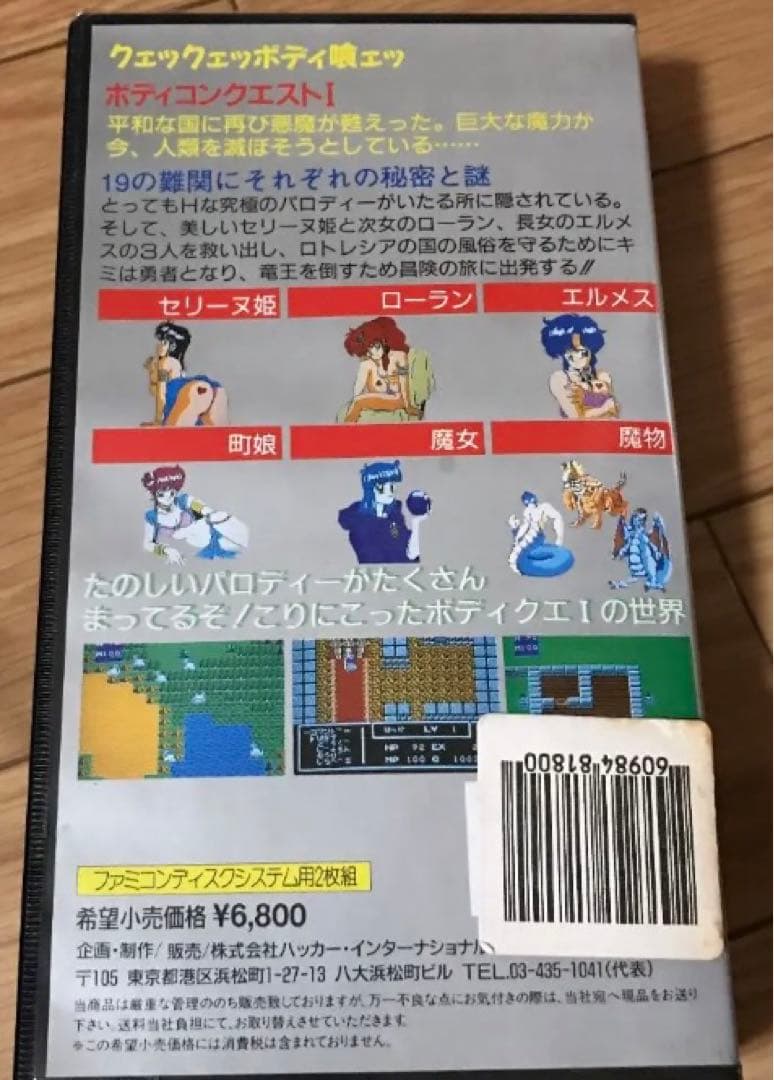 クェックェッボディ喰ェッ
ボディコンクエストI
平和な国に再び悪魔が甦えった。巨大な魔力が
今、人類を滅ぼそうとしている……
19の難関にそれぞれの秘密と謎
とってもHな究極のパロディーがいたる所に隠されている。
そして、美しいセリーヌ姫と次女のローラン、長女のエルメ
スの3人を救い出し、ロトレシアの国の風俗を守るためにキ
ミは勇者となり、竜王を倒すため冒険の旅に出発する!!
セリーヌ姫 ローラン エルメス
町娘 魔女 魔物
たのしいパロディーがたくさん
まってるぞ!こりにこったボディクエIの世界
LV 1
HP 92 EX
MP 100 G
60984-81800
ファミコンディスクシステム用2枚組
希望小売価格 ¥6,800
企画・制作/販売/株式会社ハッカー・インターナショナル
〒105 東京都港区浜松町1-27-13 八大浜松町ビル TEL.03-435-1041(代表)
当商品は厳重な管理ののち販売致しておりますが、万一不良な点にお気付きの際は、当社宛へ現品をお送り
下さい。送料当社負担にて、お取り替えさせていただきます。
※この希望小売価格には消費税は含まれておりません。